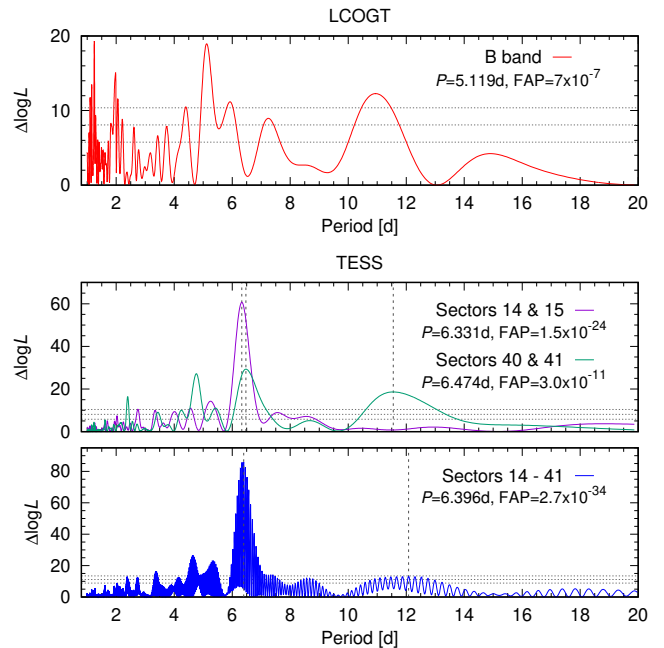 LCOGT
ΔlogL
20
10
0
B band
P=5.119d, FAP=7x10-7
2 4 6 8 10 12 14 16 18 20
Period [d]
TESS
ΔlogL
60
40
20
0
Sectors 14 & 15
P=6.331d, FAP=1.5x10-24
Sectors 40 & 41
P=6.474d, FAP=3.0x10-11
ΔlogL
80
60
40
20
0
Sectors 14 - 41
P=6.396d, FAP=2.7x10-34
2 4 6 8 10 12 14 16 18 20
Period [d]